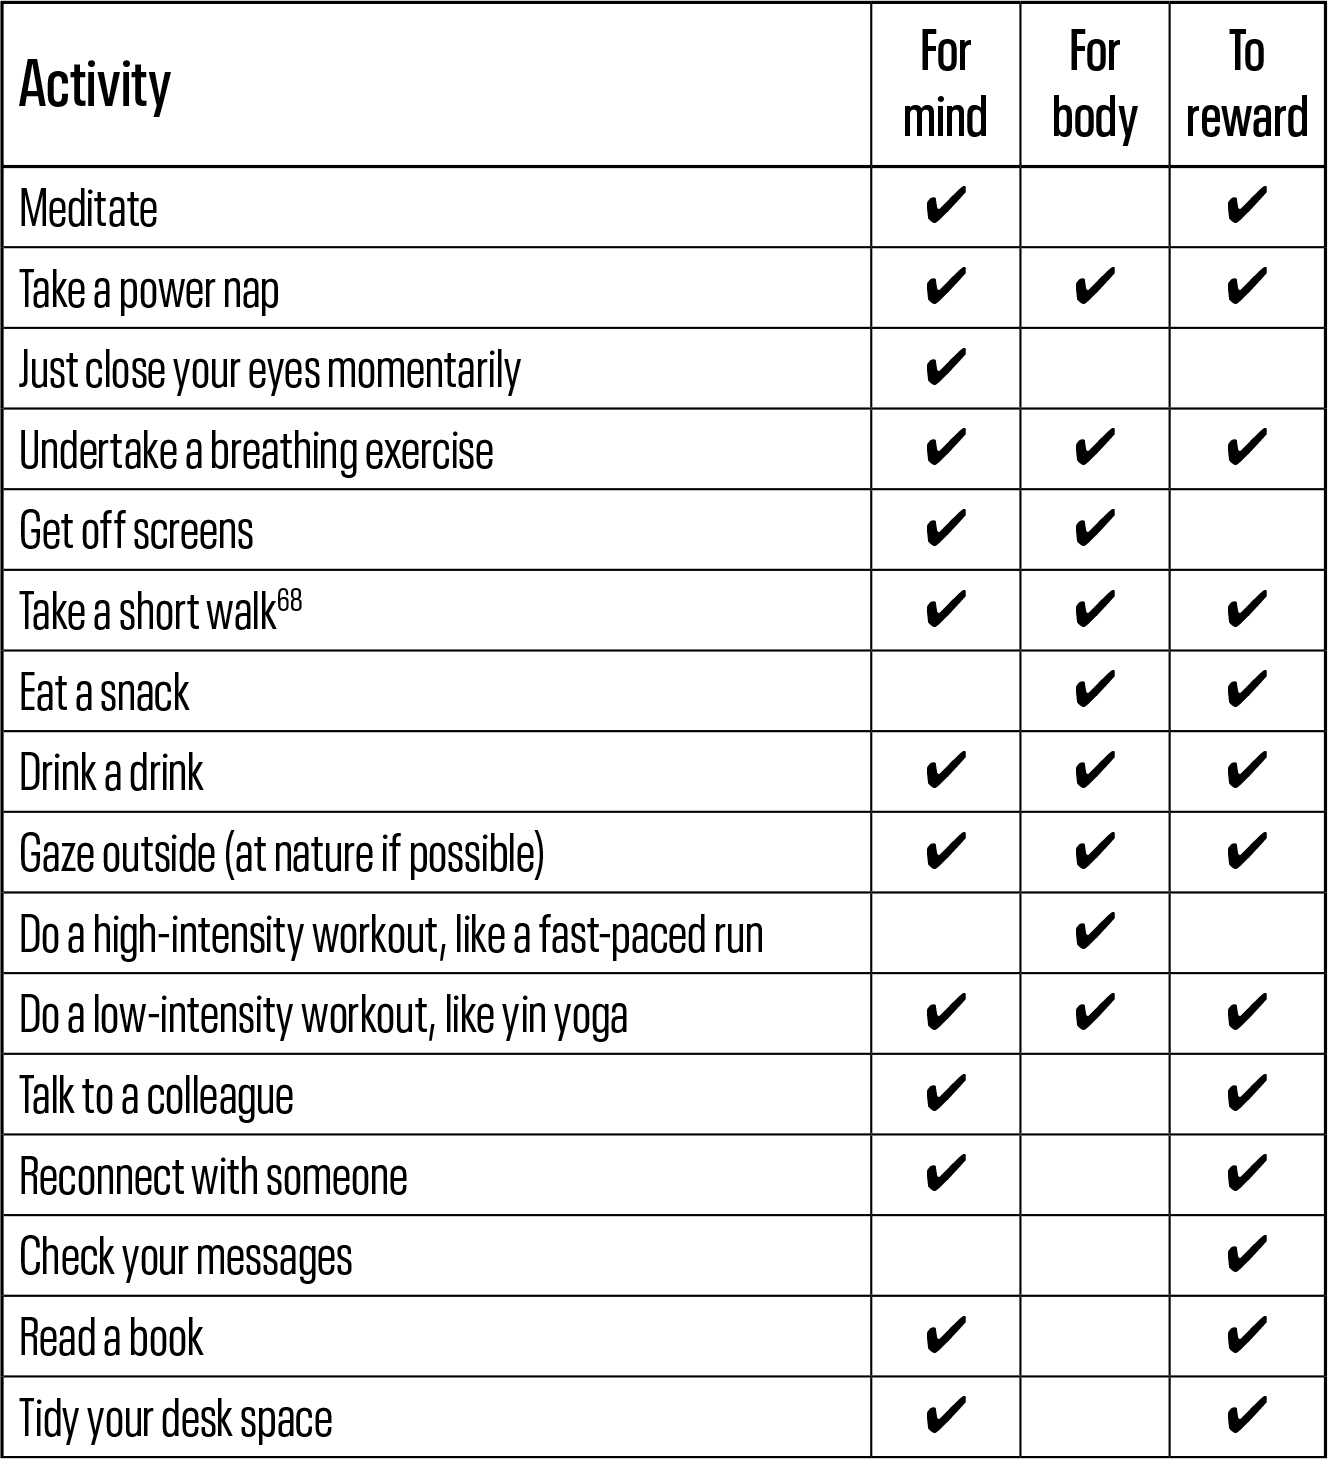 Activity For mind For body To reward
Meditate ✔ ✔
Take a power nap ✔ ✔ ✔
Just close your eyes momentarily ✔
Undertake a breathing exercise ✔ ✔ ✔
Get off screens ✔ ✔
Take a short walk68 ✔ ✔ ✔
Eat a snack ✔ ✔
Drink a drink ✔ ✔ ✔
Gaze outside (at nature if possible) ✔ ✔ ✔
Do a high-intensity workout, like a fast-paced run ✔
Do a low-intensity workout, like yin yoga ✔ ✔ ✔
Talk to a colleague ✔ ✔
Reconnect with someone ✔ ✔
Check your messages ✔
Read a book ✔ ✔
Tidy your desk space ✔ ✔